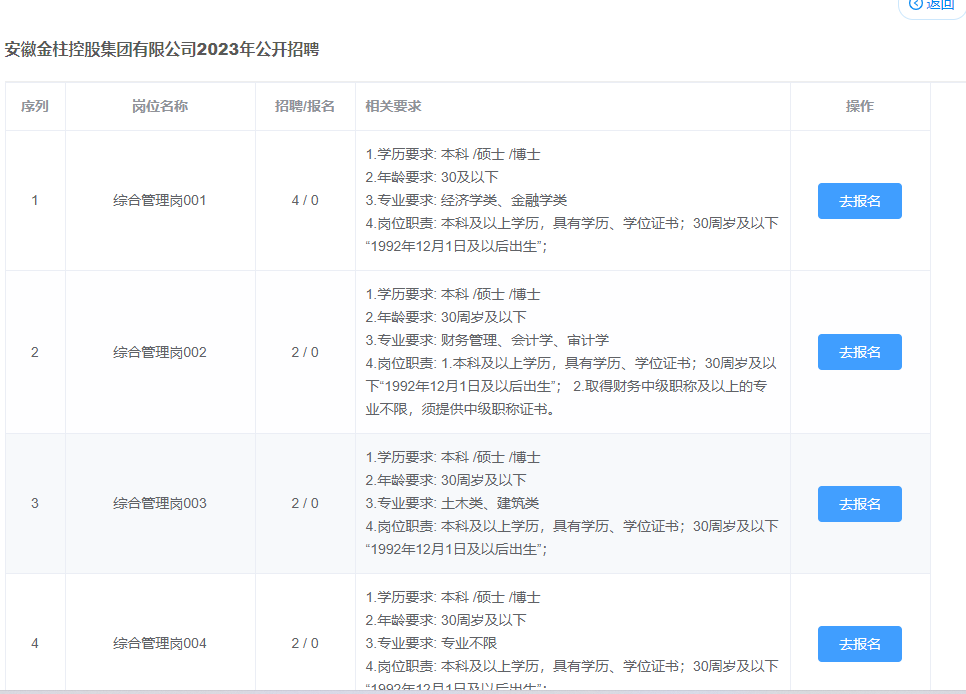 返回
安徽金柱控股集团有限公司2023年公开招聘
序列 岗位名称 招聘/报名 相关要求 操作
1 综合管理岗001 4 / 0 去报名
1.学历要求: 本科 /硕士 /博士
2.年龄要求: 30及以下
3.专业要求: 经济学类、金融学类
4.岗位职责: 本科及以上学历，具有学历、学位证书；30周岁及以下
“1992年12月1日及以后出生”；
2 综合管理岗002 2 / 0 去报名
1.学历要求: 本科 /硕士 /博士
2.年龄要求: 30周岁及以下
3.专业要求: 财务管理、会计学、审计学
4.岗位职责: 1.本科及以上学历，具有学历、学位证书；30周岁及以
下“1992年12月1日及以后出生”； 2.取得财务中级职称及以上的专
业不限，须提供中级职称证书。
3 综合管理岗003 2 / 0 去报名
1.学历要求: 本科 /硕士 /博士
2.年龄要求: 30周岁及以下
3.专业要求: 土木类、建筑类
4.岗位职责: 本科及以上学历，具有学历、学位证书；30周岁及以下
“1992年12月1日及以后出生”；
4 综合管理岗004 2 / 0 去报名
1.学历要求: 本科 /硕士 /博士
2.年龄要求: 30周岁及以下
3.专业要求: 专业不限
4.岗位职责: 本科及以上学历，具有学历、学位证书；30周岁及以下
“1992年12月1日及以后出生”；